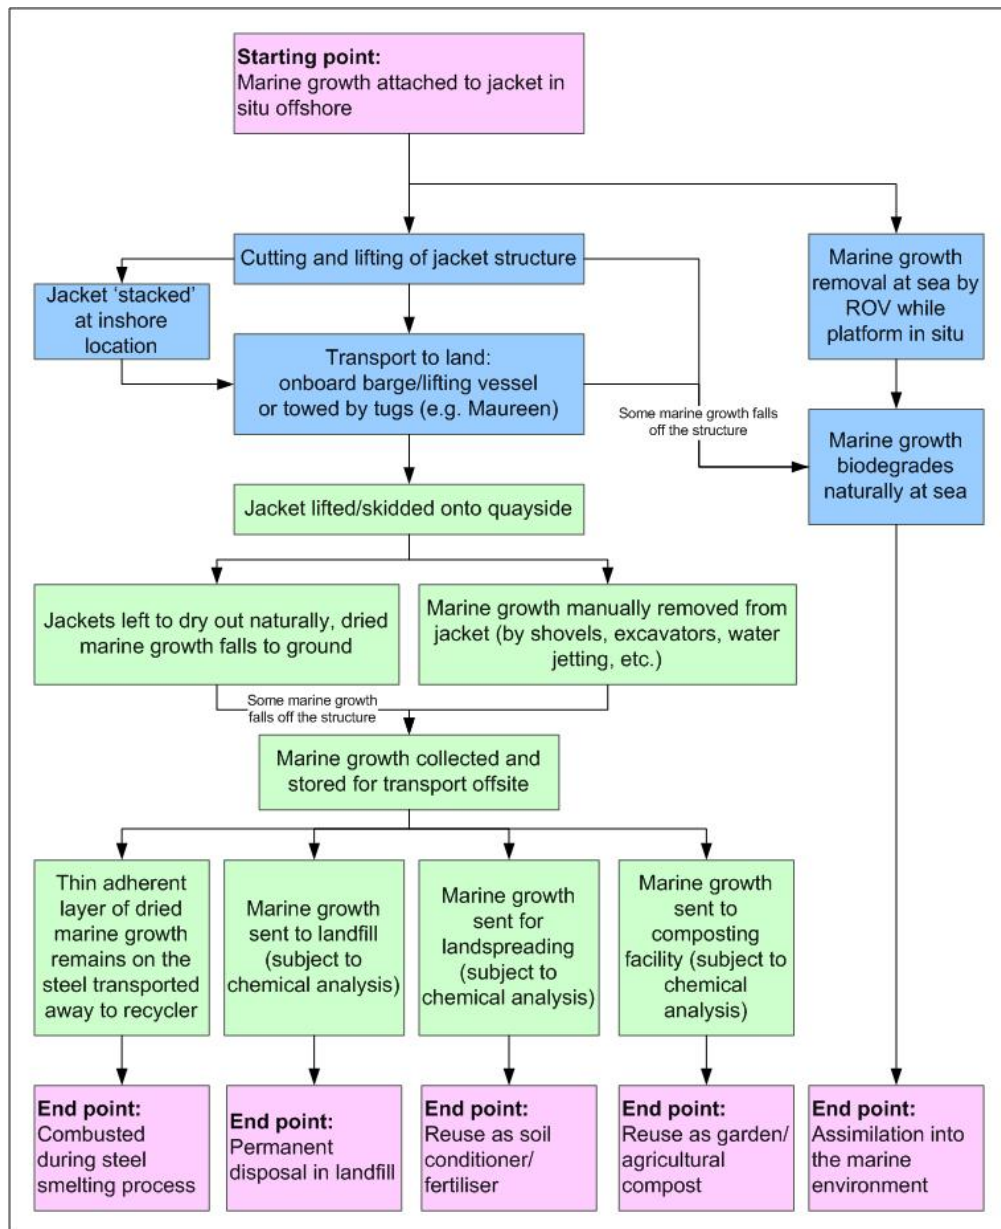 Starting point:
Marine growth attached to jacket in
situ offshore
Cutting and lifting of jacket structure
Marine growth
removal at sea by
ROV while
platform in situ
Jacket ‘stacked’
at inshore
location
Transport to land:
onboard barge/lifting vessel
or towed by tugs (e.g. Maureen)
Some marine growth falls
off the structure
Marine growth
biodegrades
naturally at sea
Jacket lifted/skidded onto quayside
Jackets left to dry out naturally, dried
marine growth falls to ground
Marine growth manually removed from
jacket (by shovels, excavators, water
jetting, etc.)
Some marine growth
falls off the structure
Marine growth collected and
stored for transport offsite
Thin adherent
layer of dried
marine growth
remains on the
steel transported
away to recycler
Marine growth
sent to landfill
(subject to
chemical analysis)
Marine growth
sent for
landspreading
(subject to
chemical analysis)
Marine growth
sent to
composting
facility (subject to
chemical
analysis)
End point:
Combusted
during steel
smelting process
End point:
Permanent
disposal in landfill
End point:
Reuse as soil
conditioner/
fertiliser
End point:
Reuse as garden/
agricultural
compost
End point:
Assimilation into
the marine
environment